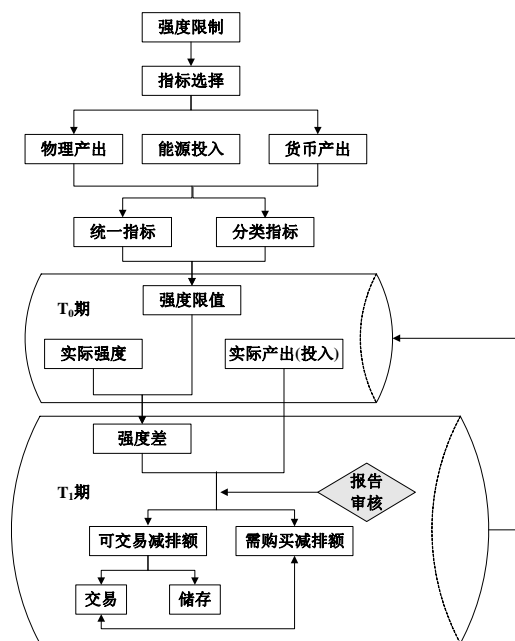 强度限制
指标选择
物理产出
能源投入
货币产出
统一指标
分类指标
T₀期
强度限值
实际强度
实际产出(投入)
强度差
T₁期
报告
审核
可交易减排额
需购买减排额
交易
储存